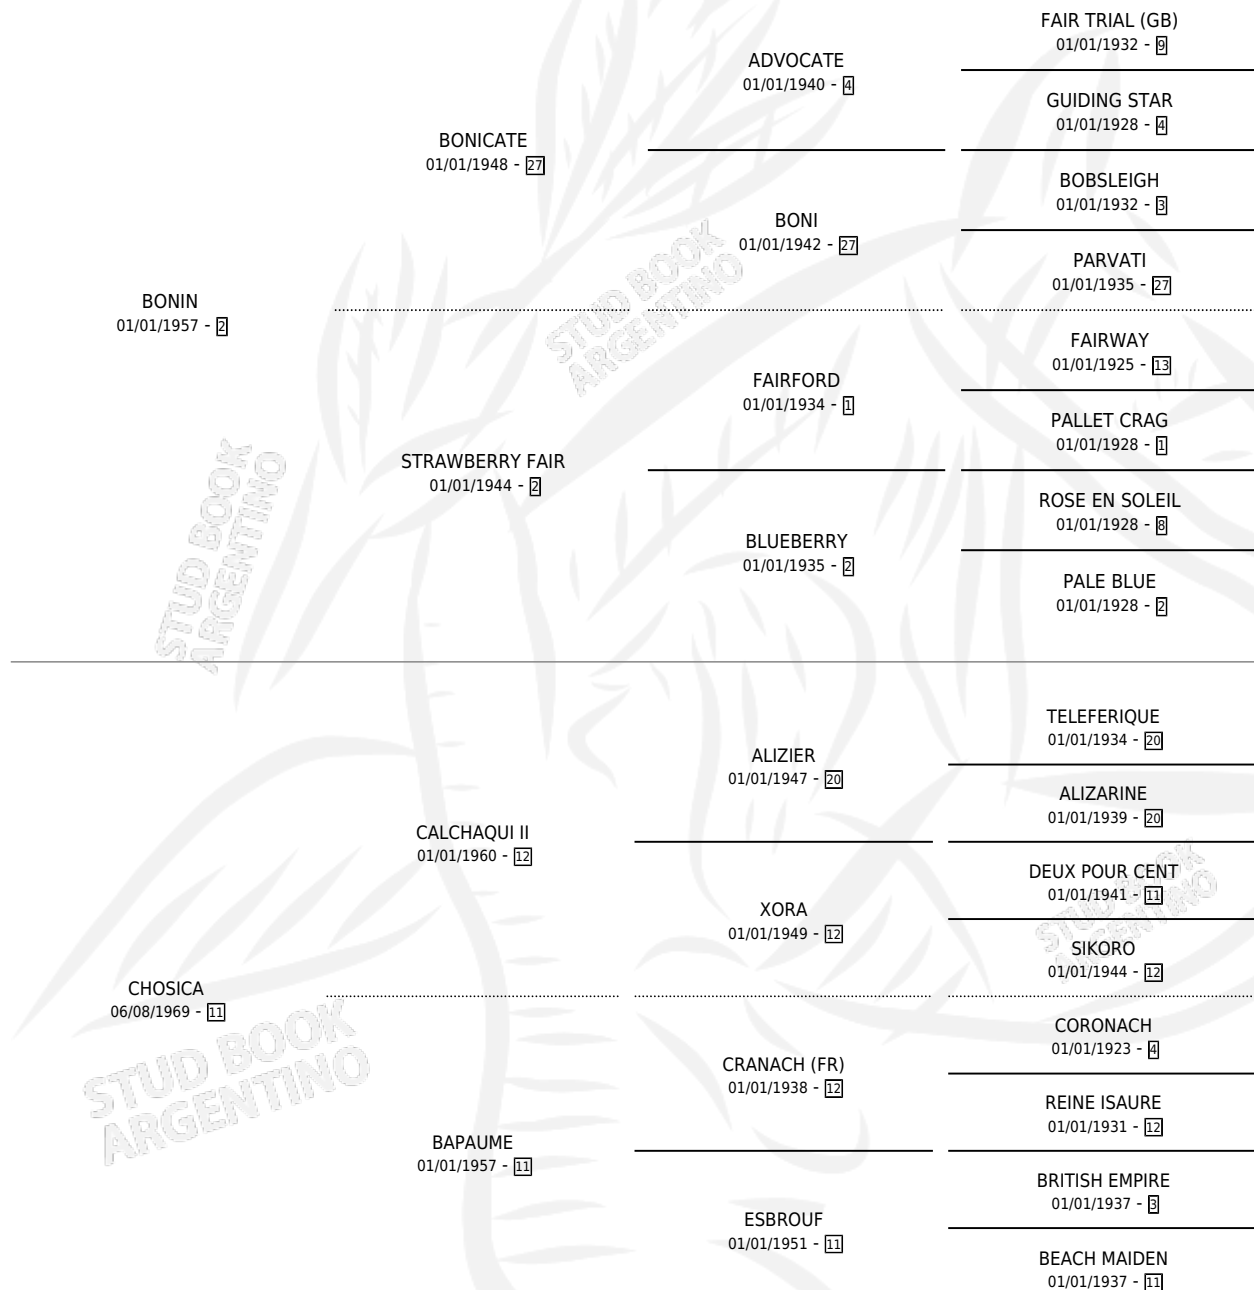 FAIR TRIAL (GB)
01/01/1932 - 9
ADVOCATE
01/01/1940 - 4
GUIDING STAR
01/01/1928 - 4
BONICATE
01/01/1948 - 27
BOBSLEIGH
01/01/1932 - 3
BONI
01/01/1942 - 27
PARVATI
01/01/1935 - 27
BONIN
01/01/1957 - 2
FAIRWAY
01/01/1925 - 13
FAIRFORD
01/01/1934 - 1
PALLET CRAG
01/01/1928 - 1
STRAWBERRY FAIR
01/01/1944 - 2
ROSE EN SOLEIL
01/01/1928 - 8
BLUEBERRY
01/01/1935 - 2
PALE BLUE
01/01/1928 - 2
STUD BOOK
ARGENTINO
STUD BOOK
ARGENTINO
TELEFERIQUE
01/01/1934 - 20
ALIZIER
01/01/1947 - 20
ALIZARINE
01/01/1939 - 20
CALCHAQUI II
01/01/1960 - 12
DEUX POUR CENT
01/01/1941 - 11
XORA
01/01/1949 - 12
SIKORO
01/01/1944 - 12
CHOSICA
06/08/1969 - 11
CORONACH
01/01/1923 - 4
CRANACH (FR)
01/01/1938 - 12
REINE ISAURE
01/01/1931 - 12
BAPAUME
01/01/1957 - 11
BRITISH EMPIRE
01/01/1937 - 3
ESBROUF
01/01/1951 - 11
BEACH MAIDEN
01/01/1937 - 11
STUD BOOK
ARGENTINO
STUD BOOK
ARGENTINO